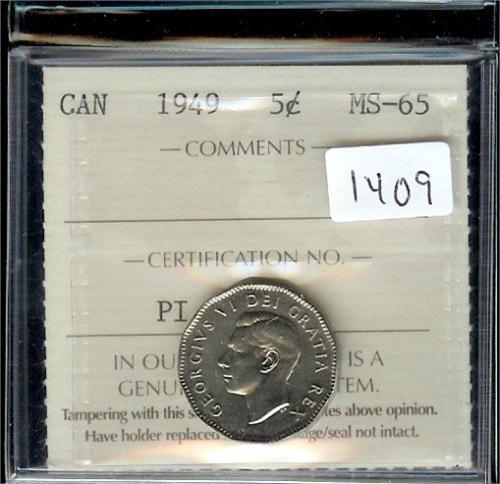 CAN 1949 5¢ MS-65
— COMMENTS —
1409
— CERTIFICATION NO. —
PI
GEORGIVS VI DEI GRATIA REX
IN OU IS A
GENU TEM.
Tampering with this s es above opinion.
Have holder replaced age/seal not intact.